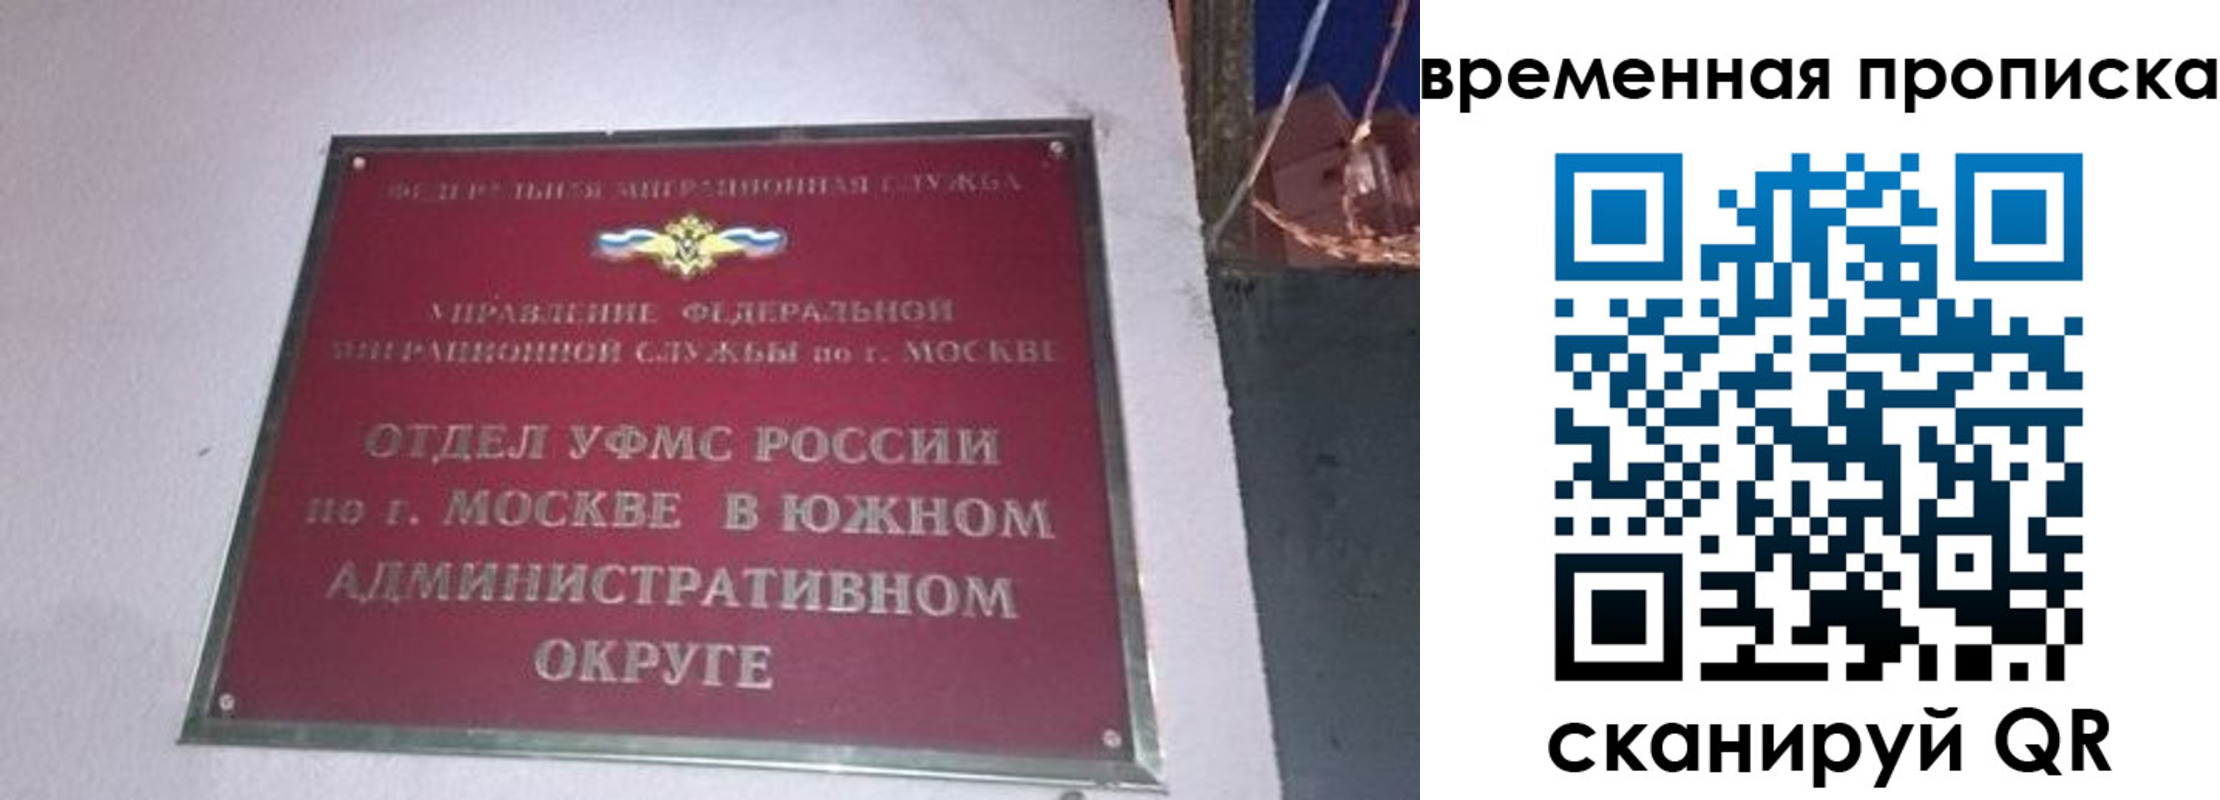 ФЕДЕРАЛЬНАЯ МИГРАЦИОННАЯ СЛУЖБА
УПРАВЛЕНИЕ ФЕДЕРАЛЬНОЙ
МИГРАЦИОННОЙ СЛУЖБЫ по г. МОСКВЕ
ОТДЕЛ УФМС РОССИИ
по г. МОСКВЕ В ЮЖНОМ
АДМИНИСТРАТИВНОМ
ОКРУГЕ
временная прописка
сканируй QR